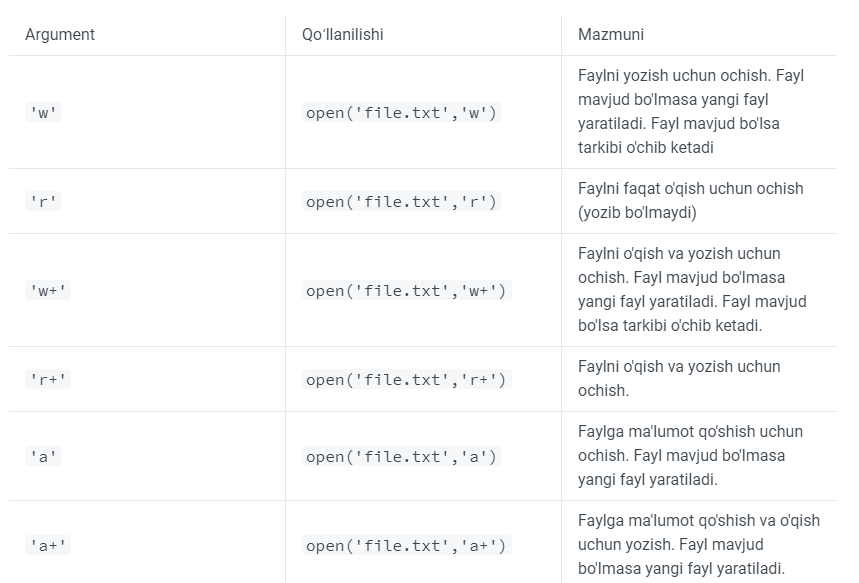 Argument Qo'llanilishi Mazmuni
'w' open('file.txt','w') Faylni yozish uchun ochish. Fayl
mavjud bo'lmasa yangi fayl
yaratiladi. Fayl mavjud bo'lsa
tarkibi o'chib ketadi
'r' open('file.txt','r') Faylni faqat o'qish uchun ochish
(yozib bo'lmaydi)
'w+' open('file.txt','w+') Faylni o'qish va yozish uchun
ochish. Fayl mavjud bo'lmasa
yangi fayl yaratiladi. Fayl mavjud
bo'lsa tarkibi o'chib ketadi.
'r+' open('file.txt','r+') Faylni o'qish va yozish uchun
ochish.
'a' open('file.txt','a') Faylga ma'lumot qo'shish uchun
ochish. Fayl mavjud bo'lmasa
yangi fayl yaratiladi.
'a+' open('file.txt','a+') Faylga ma'lumot qo'shish va o'qish
uchun yozish. Fayl mavjud
bo'lmasa yangi fayl yaratiladi.